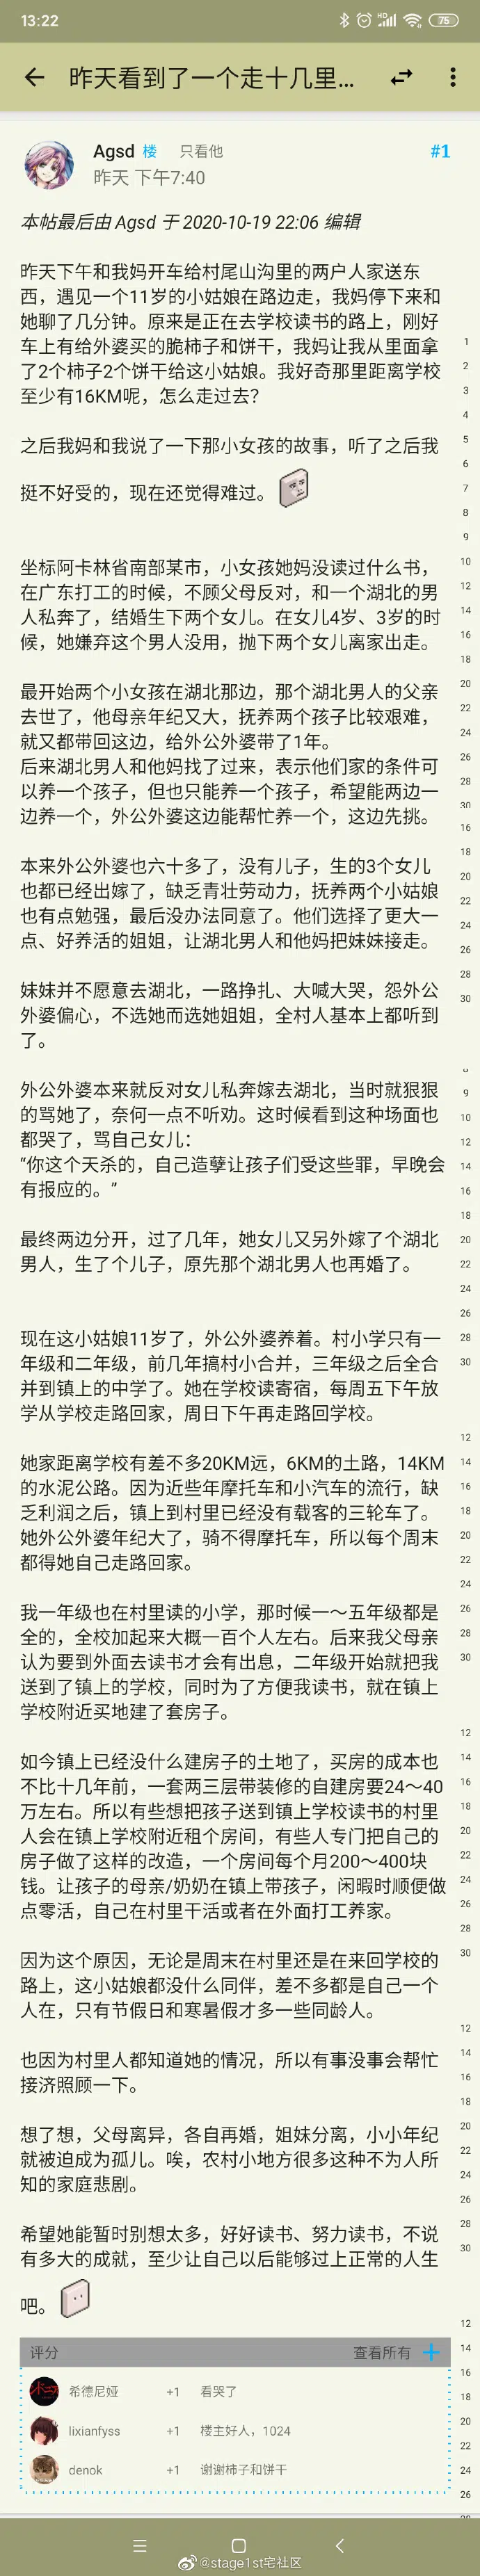 13:22
HD
75
昨天看到了一个走十几里...
Agsd 楼 只看他
#1
昨天 下午7:40
本帖最后由 Agsd 于 2020-10-19 22:06 编辑
昨天下午和我妈开车给村尾山沟里的两户人家送东
西，遇见一个11岁的小姑娘在路边走，我妈停下来和
她聊了几分钟。原来是正在去学校读书的路上，刚好
车上有给外婆买的脆柿子和饼干，我妈让我从里面拿
了2个柿子2个饼干给这小姑娘。我好奇那里距离学校
至少有16KM呢，怎么走过去？
之后我妈和我说了一下那小女孩的故事，听了之后我
挺不好受的，现在还觉得难过。
坐标阿卡林省南部某市，小女孩她妈没读过什么书，
在广东打工的时候，不顾父母反对，和一个湖北的男
人私奔了，结婚生下两个女儿。在女儿4岁、3岁的时
候，她嫌弃这个男人没用，抛下两个女儿离家出走。
最开始两个小女孩在湖北那边，那个湖北男人的父亲
去世了，他母亲年纪又大，抚养两个孩子比较艰难，
就又都带回这边，给外公外婆带了1年。
后来湖北男人和他妈找了过来，表示他们家的条件可
以养一个孩子，但也只能养一个孩子，希望能两边一
边养一个，外公外婆这边能帮忙养一个，这边先挑。
本来外公外婆也六十多了，没有儿子，生的3个女儿
也都已经出嫁了，缺乏青壮劳动力，抚养两个小姑娘
也有点勉强，最后没办法同意了。他们选择了更大一
点、好养活的姐姐，让湖北男人和他妈把妹妹接走。
妹妹并不愿意去湖北，一路挣扎、大喊大哭，怨外公
外婆偏心，不选她而选她姐姐，全村人基本上都听到
了。
外公外婆本来就反对女儿私奔嫁去湖北，当时就狠狠
的骂她了，奈何一点不听劝。这时候看到这种场面也
都哭了，骂自己女儿：
“你这个天杀的，自己造孽让孩子们受这些罪，早晚会
有报应的。”
最终两边分开，过了几年，她女儿又另外嫁了个湖北
男人，生了个儿子，原先那个湖北男人也再婚了。
现在这小姑娘11岁了，外公外婆养着。村小学只有一
年级和二年级，前几年搞村小合并，三年级之后全合
并到镇上的中学了。她在学校读寄宿，每周五下午放
学从学校走路回家，周日下午再走路回学校。
她家距离学校有差不多20KM远，6KM的土路，14KM
的水泥公路。因为近些年摩托车和小汽车的流行，缺
乏利润之后，镇上到村里已经没有载客的三轮车了。
她外公外婆年纪大了，骑不得摩托车，所以每个周末
都得她自己走路回家。
我一年级也在村里读的小学，那时候一～五年级都是
全的，全校加起来大概一百个人左右。后来我父母亲
认为要到外面去读书才会有出息，二年级开始就把我
送到了镇上的学校，同时为了方便我读书，就在镇上
学校附近买地建了套房子。
如今镇上已经没什么建房子的土地了，买房的成本也
不比十几年前，一套两三层带装修的自建房要24～40
万左右。所以有些想把孩子送到镇上学校读书的村里
人会在镇上学校附近租个房间，有些人专门把自己的
房子做了这样的改造，一个房间每个月200～400块
钱。让孩子的母亲/奶奶在镇上带孩子，闲暇时顺便做
点零活，自己在村里干活或者在外面打工养家。
因为这个原因，无论是周末在村里还是在来回学校的
路上，这小姑娘都没什么同伴，差不多都是自己一个
人在，只有节假日和寒暑假才多一些同龄人。
也因为村里人都知道她的情况，所以有事没事会帮忙
接济照顾一下。
想了想，父母离异，各自再婚，姐妹分离，小小年纪
就被迫成为孤儿。唉，农村小地方很多这种不为人所
知的家庭悲剧。
希望她能暂时别想太多，好好读书、努力读书，不说
有多大的成就，至少让自己以后能够过上正常的人生
吧。
评分 查看所有
希德尼娅 +1 看哭了
lixianfyss +1 楼主好人，1024
denok +1 谢谢柿子和饼干
@stage1st宅社区